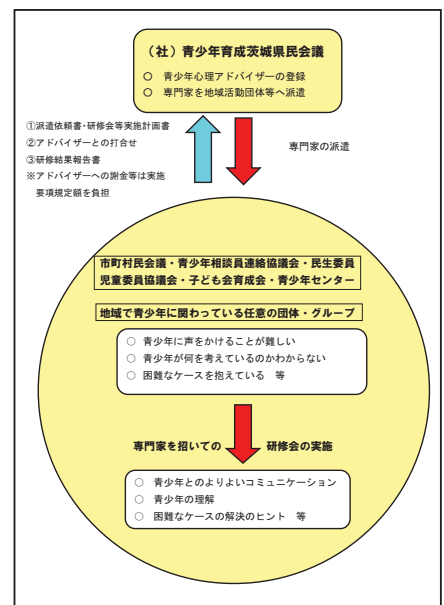 （社）青少年育成茨城県民会議
○ 青少年心理アドバイザーの登録
○ 専門家を地域活動団体等へ派遣
①派遣依頼書・研修会等実施計画書
②アドバイザーとの打合せ
③研修結果報告書
※アドバイザーへの謝金等は実施
要項規定額を負担
専門家の派遣
市町村民会議・青少年相談員連絡協議会・民生委員
児童委員協議会・子ども会育成会・青少年センター
地域で青少年に関わっている任意の団体・グループ
○ 青少年に声をかけることが難しい
○ 青少年が何を考えているのかわからない
○ 困難なケースを抱えている 等
専門家を招いての 研修会の実施
○ 青少年とのよりよいコミュニケーション
○ 青少年の理解
○ 困難なケースの解決のヒント 等